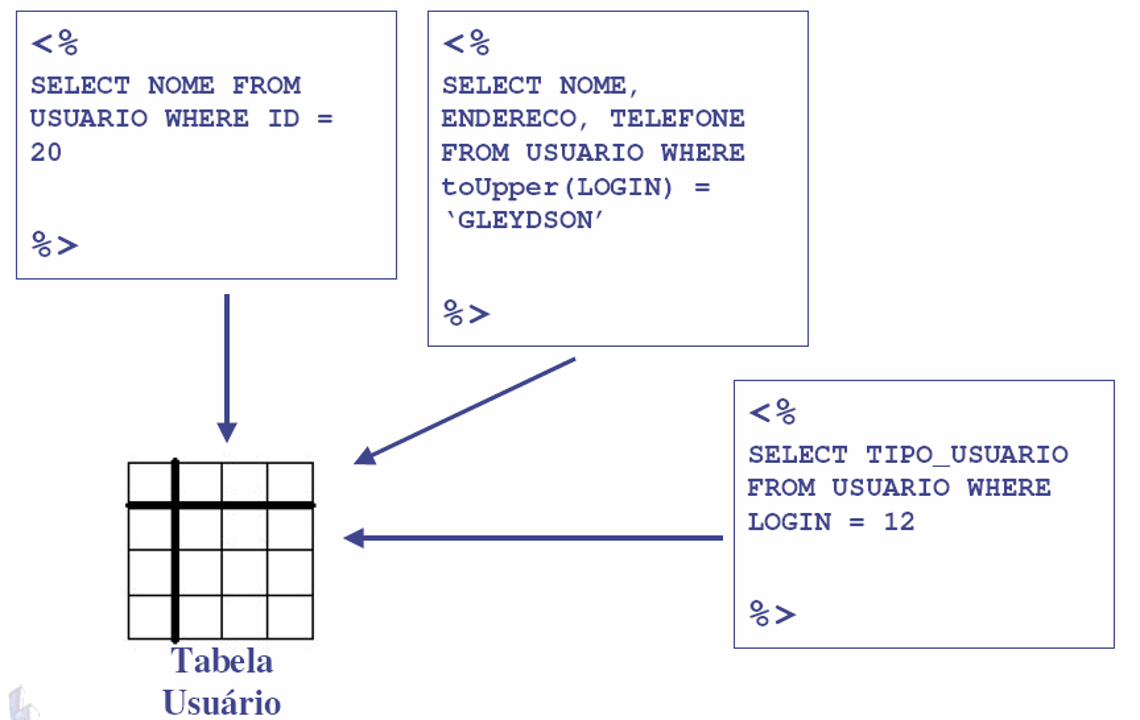 <%
SELECT NOME FROM
USUARIO WHERE ID =
20
%>
<%
SELECT NOME,
ENDERECO, TELEFONE
FROM USUARIO WHERE
toUpper(LOGIN) =
‘GLEYDSON’
%>
<%
SELECT TIPO_USUARIO
FROM USUARIO WHERE
LOGIN = 12
%>
Tabela
Usuário